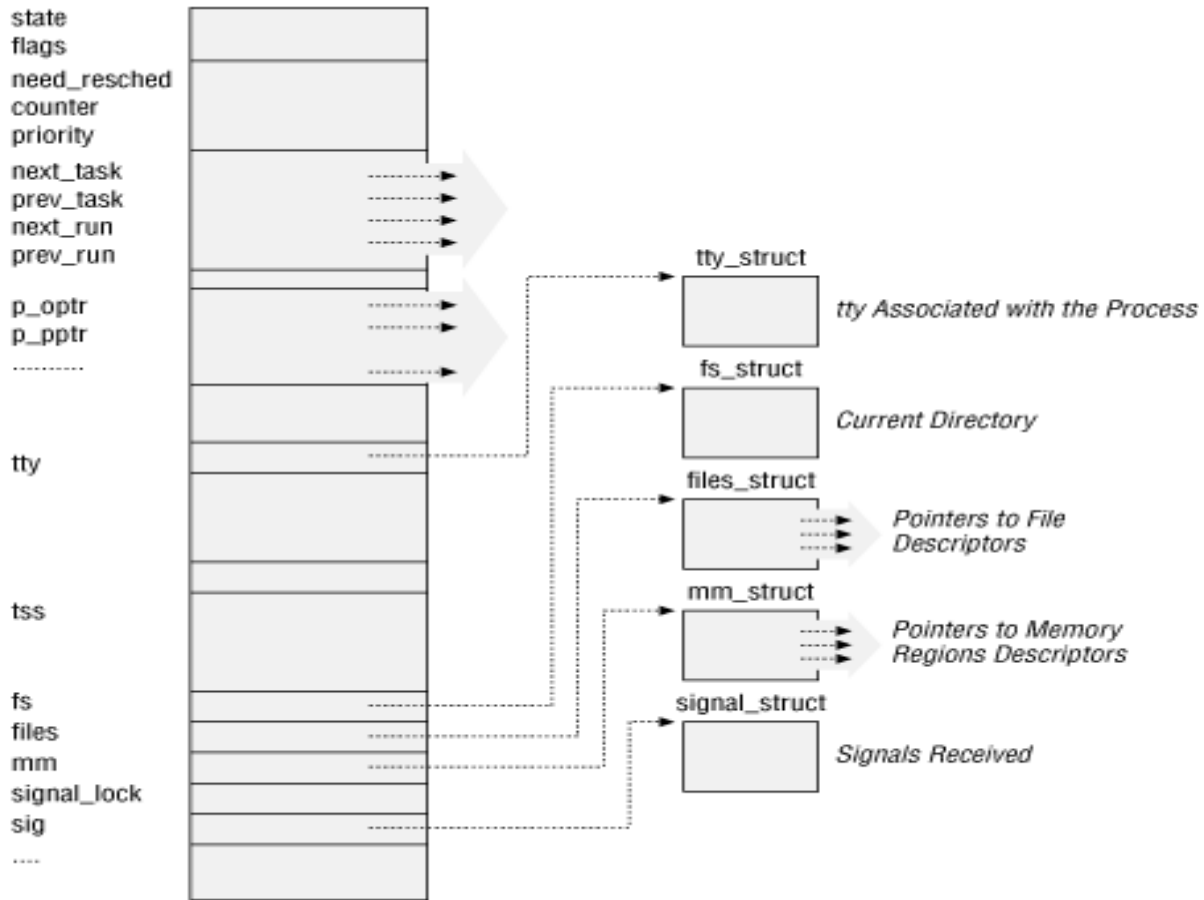 state
flags
need_resched
counter
priority
next_task
prev_task
next_run
prev_run
p_optr
p_pptr
..........
tty
tss
fs
files
mm
signal_lock
sig
....
tty_struct
tty Associated with the Process
fs_struct
Current Directory
files_struct
Pointers to File
Descriptors
mm_struct
Pointers to Memory
Regions Descriptors
signal_struct
Signals Received